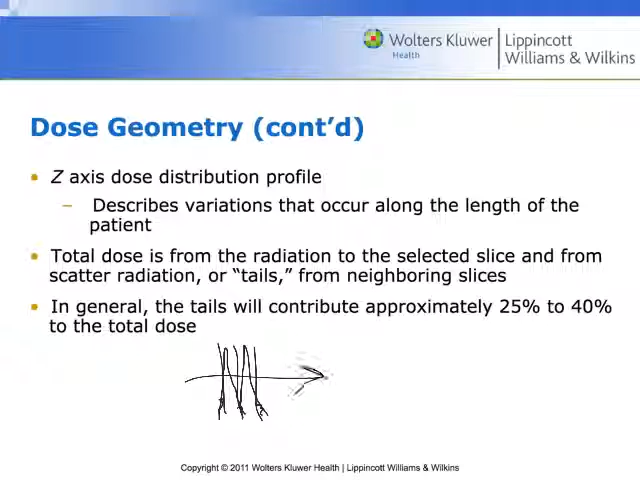 Wolters Kluwer
Health
Lippincott
Williams & Wilkins
Dose Geometry (cont’d)
• Z axis dose distribution profile
– Describes variations that occur along the length of the
patient
• Total dose is from the radiation to the selected slice and from
scatter radiation, or “tails,” from neighboring slices
• In general, the tails will contribute approximately 25% to 40%
to the total dose
Copyright © 2011 Wolters Kluwer Health | Lippincott Williams & Wilkins